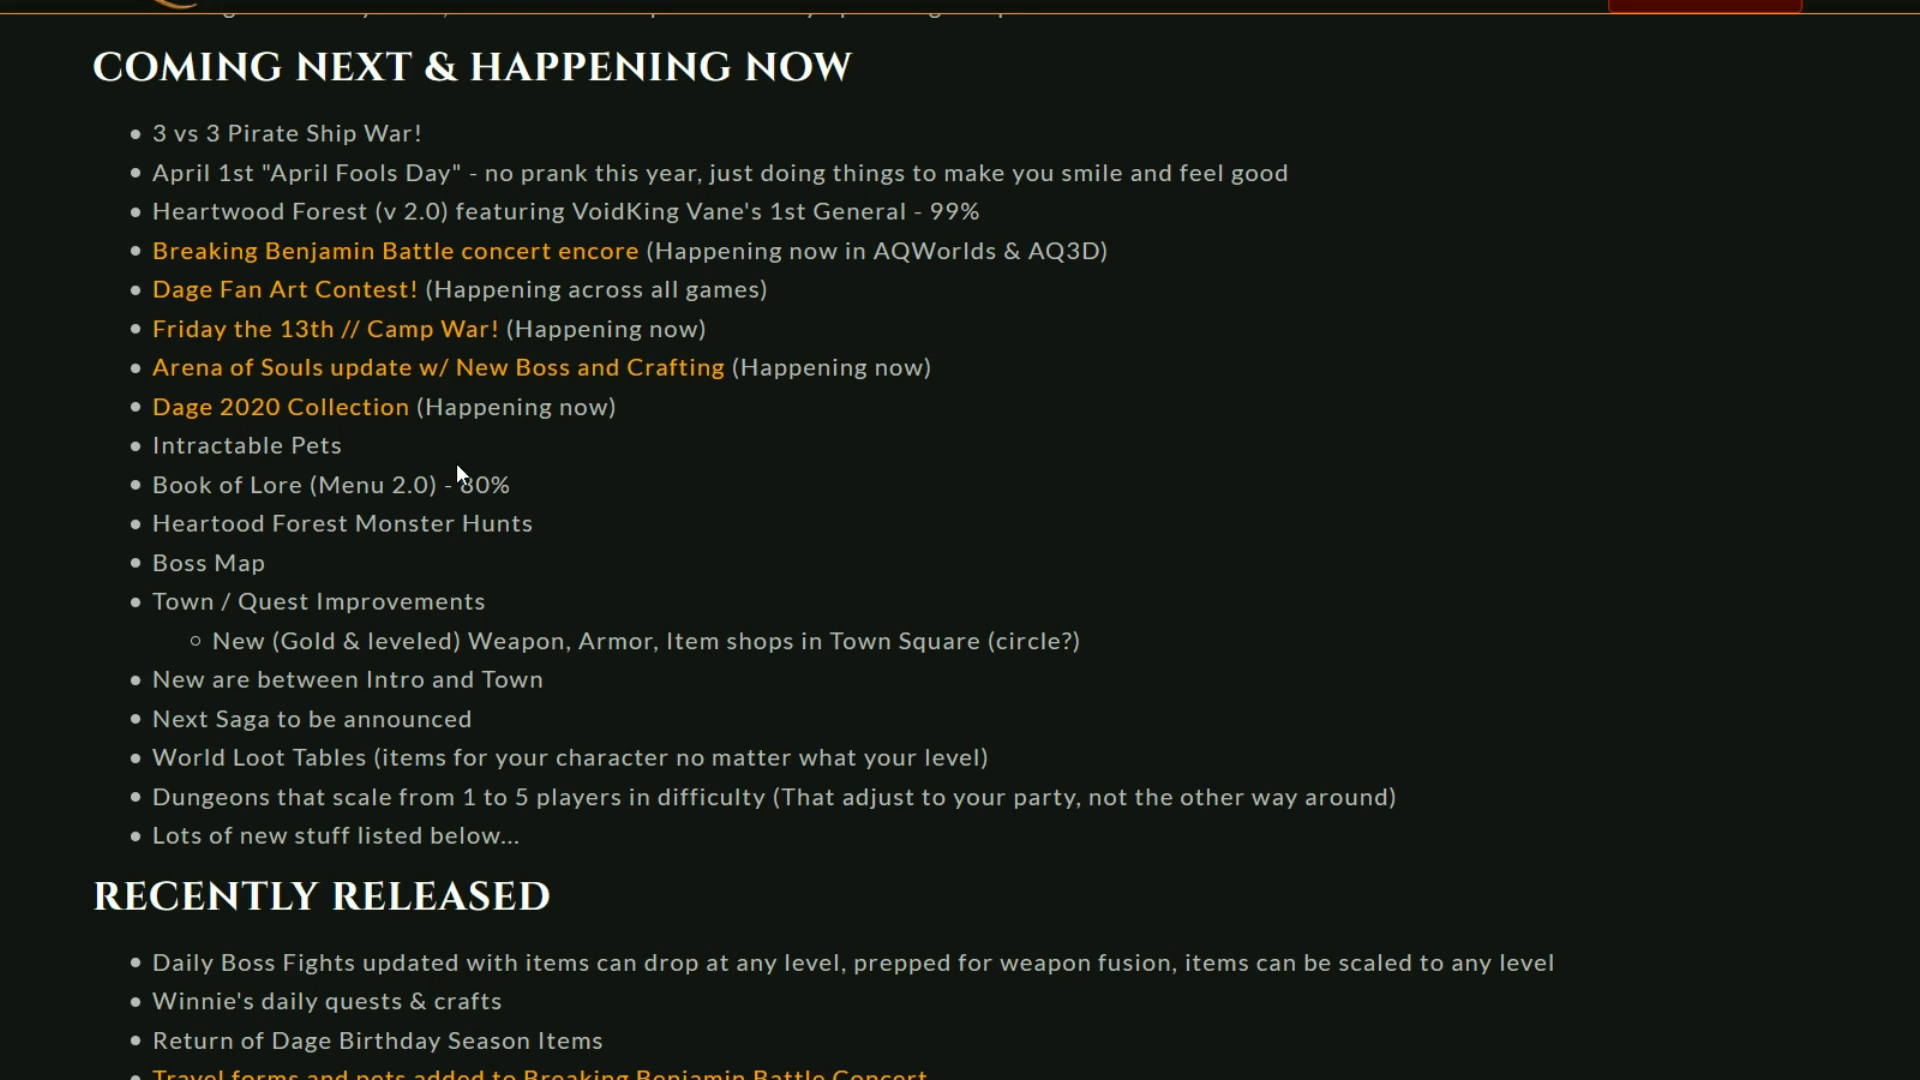 COMING NEXT & HAPPENING NOW
3 vs 3 Pirate Ship War!
April 1st "April Fools Day" - no prank this year, just doing things to make you smile and feel good
Heartwood Forest (v 2.0) featuring VoidKing Vane's 1st General - 99%
Breaking Benjamin Battle concert encore (Happening now in AQWorlds & AQ3D)
Dage Fan Art Contest! (Happening across all games)
Friday the 13th // Camp War! (Happening now)
Arena of Souls update w/ New Boss and Crafting (Happening now)
Dage 2020 Collection (Happening now)
Intractable Pets
Book of Lore (Menu 2.0) - 80%
Heartood Forest Monster Hunts
Boss Map
Town / Quest Improvements
New (Gold & leveled) Weapon, Armor, Item shops in Town Square (circle?)
New are between Intro and Town
Next Saga to be announced
World Loot Tables (items for your character no matter what your level)
Dungeons that scale from 1 to 5 players in difficulty (That adjust to your party, not the other way around)
Lots of new stuff listed below...
RECENTLY RELEASED
Daily Boss Fights updated with items can drop at any level, prepped for weapon fusion, items can be scaled to any level
Winnie's daily quests & crafts
Return of Dage Birthday Season Items
Travel forms and pets added to Breaking Benjamin Battle Concert